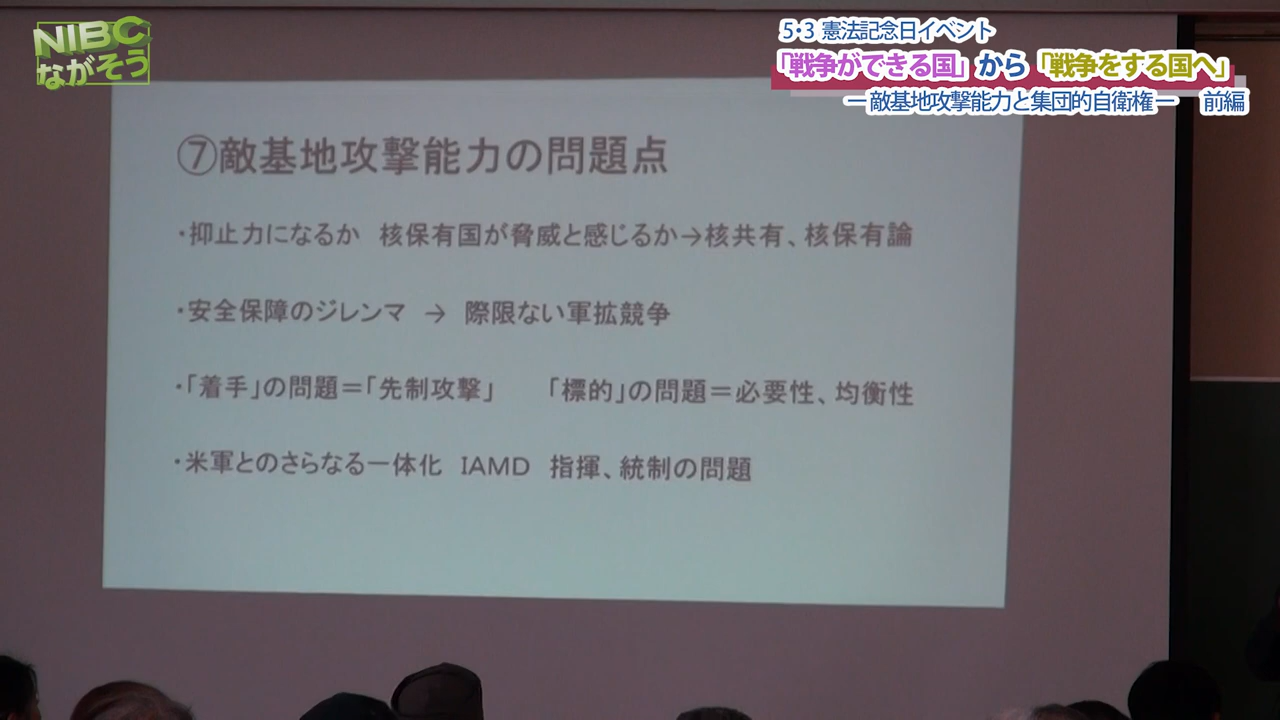 NIBC
ながそう
5・3 憲法記念日イベント
「戦争ができる国」から「戦争をする国へ」
ー敵基地攻撃能力と集団的自衛権ー 前編
⑦敵基地攻撃能力の問題点
・抑止力になるか 核保有国が脅威と感じるか→核共有、核保有論
・安全保障のジレンマ → 際限ない軍拡競争
・「着手」の問題＝「先制攻撃」 「標的」の問題＝必要性、均衡性
・米軍とのさらなる一体化 IAMD 指揮、統制の問題